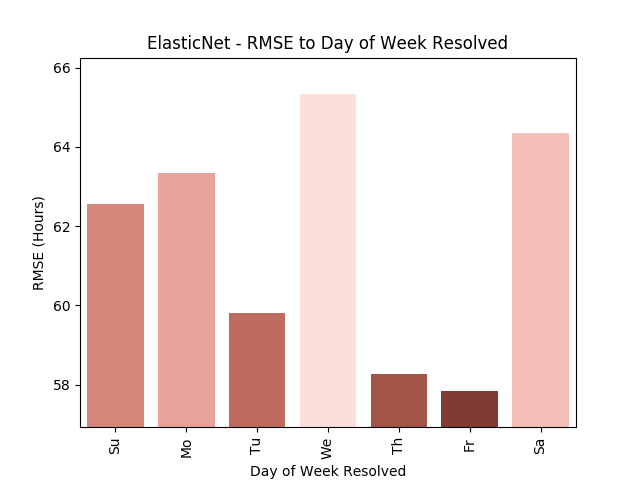 ElasticNet - RMSE to Day of Week Resolved
66
64
62
60
58
RMSE (Hours)
Su
Mo
Tu
We
Th
Fr
Sa
Day of Week Resolved